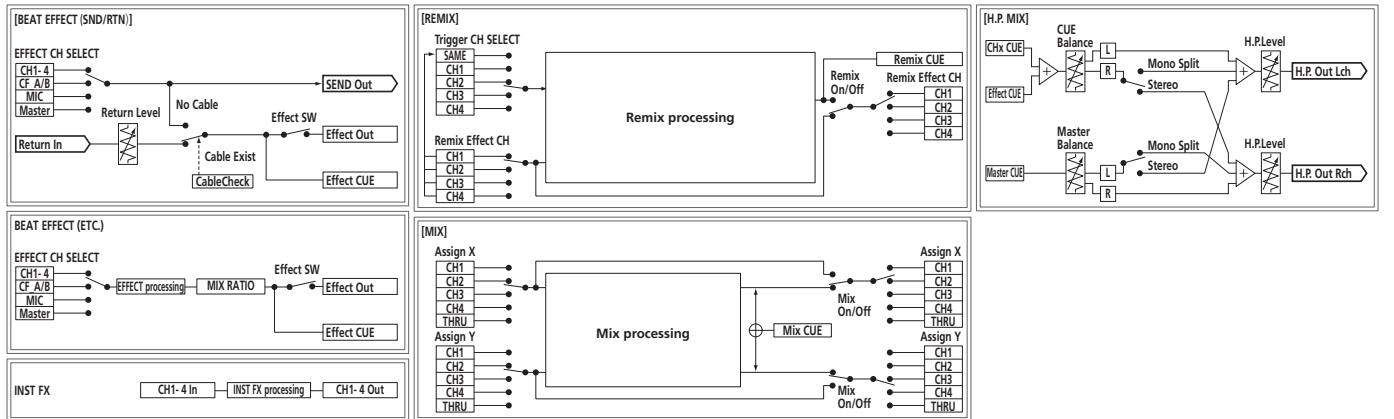 [BEAT EFFECT (SND/RTN)]
EFFECT CH SELECT
CH1- 4
CF_A/B
MIC
Master
No Cable
SEND Out
Return Level
Effect SW
Return In
Effect Out
Cable Exist
CableCheck
Effect CUE
BEAT EFFECT (ETC.)
EFFECT CH SELECT
CH1- 4
CF_A/B
MIC
Master
EFFECT processing
MIX RATIO
Effect SW
Effect Out
Effect CUE
INST FX
CH1- 4 In
INST FX processing
CH1- 4 Out
[REMIX]
Trigger CH SELECT
SAME
CH1
CH2
CH3
CH4
Remix Effect CH
CH1
CH2
CH3
CH4
Remix processing
Remix
On/Off
Remix CUE
Remix Effect CH
CH1
CH2
CH3
CH4
[MIX]
Assign X
CH1
CH2
CH3
CH4
THRU
Assign Y
CH1
CH2
CH3
CH4
THRU
Mix processing
Mix
On/Off
Mix CUE
Mix
On/Off
Assign X
CH1
CH2
CH3
CH4
THRU
Assign Y
CH1
CH2
CH3
CH4
THRU
[H.P. MIX]
CHx CUE
Effect CUE
CUE
Balance
L
R
Mono Split
Stereo
H.P.Level
H.P. Out Lch
Master CUE
Master
Balance
L
R
Mono Split
Stereo
H.P.Level
H.P. Out Rch